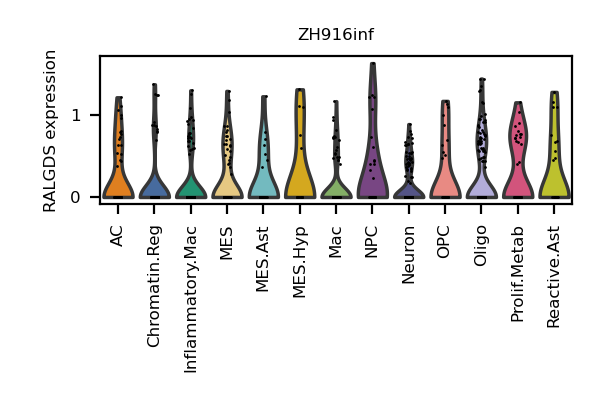 ZH916inf
RALGDS expression
1
0
AC
Chromatin.Reg
Inflammatory.Mac
MES
MES.Ast
MES.Hyp
Mac
NPC
Neuron
OPC
Oligo
Prolif.Metab
Reactive.Ast